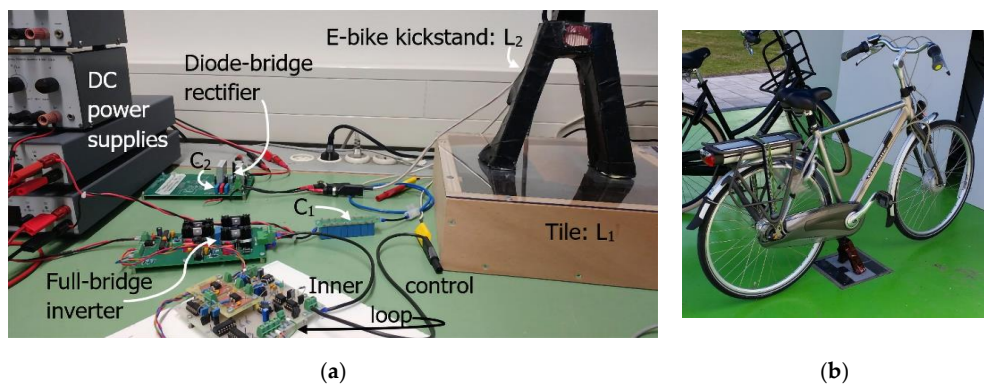 E-bike kickstand: L₂
Diode-bridge
rectifier
DC
power
supplies
C₂
C₁
Tile: L₁
Full-bridge
inverter
Inner control
loop
(a)
(b)